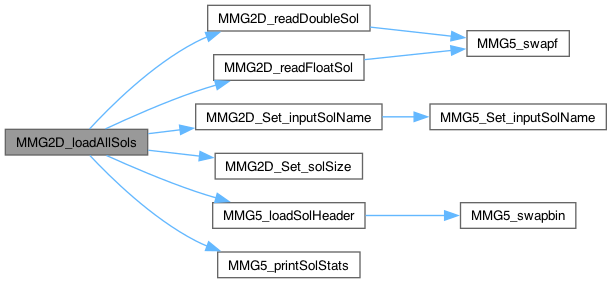 MMG2D_loadAllSols
MMG2D_readDoubleSol
MMG2D_readFloatSol
MMG5_swapf
MMG2D_Set_inputSolName
MMG5_Set_inputSolName
MMG2D_Set_solSize
MMG5_loadSolHeader
MMG5_swapbin
MMG5_printSolStats